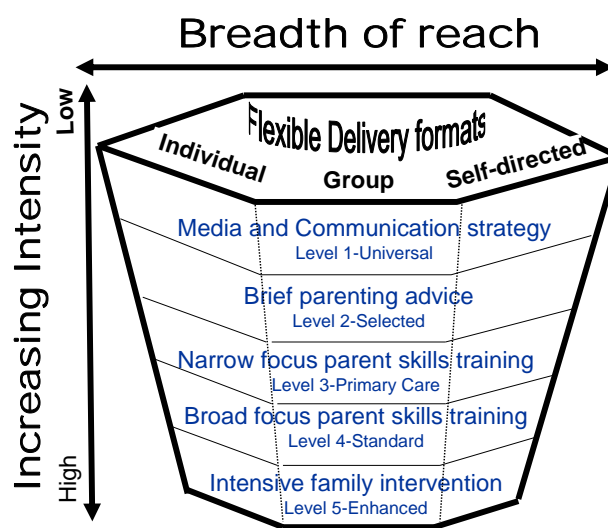 Breadth of reach
Increasing Intensity
Low
High
Flexible Delivery formats
Individual
Group
Self-directed
Media and Communication strategy
Level 1-Universal
Brief parenting advice
Level 2-Selected
Narrow focus parent skills training
Level 3-Primary Care
Broad focus parent skills training
Level 4-Standard
Intensive family intervention
Level 5-Enhanced